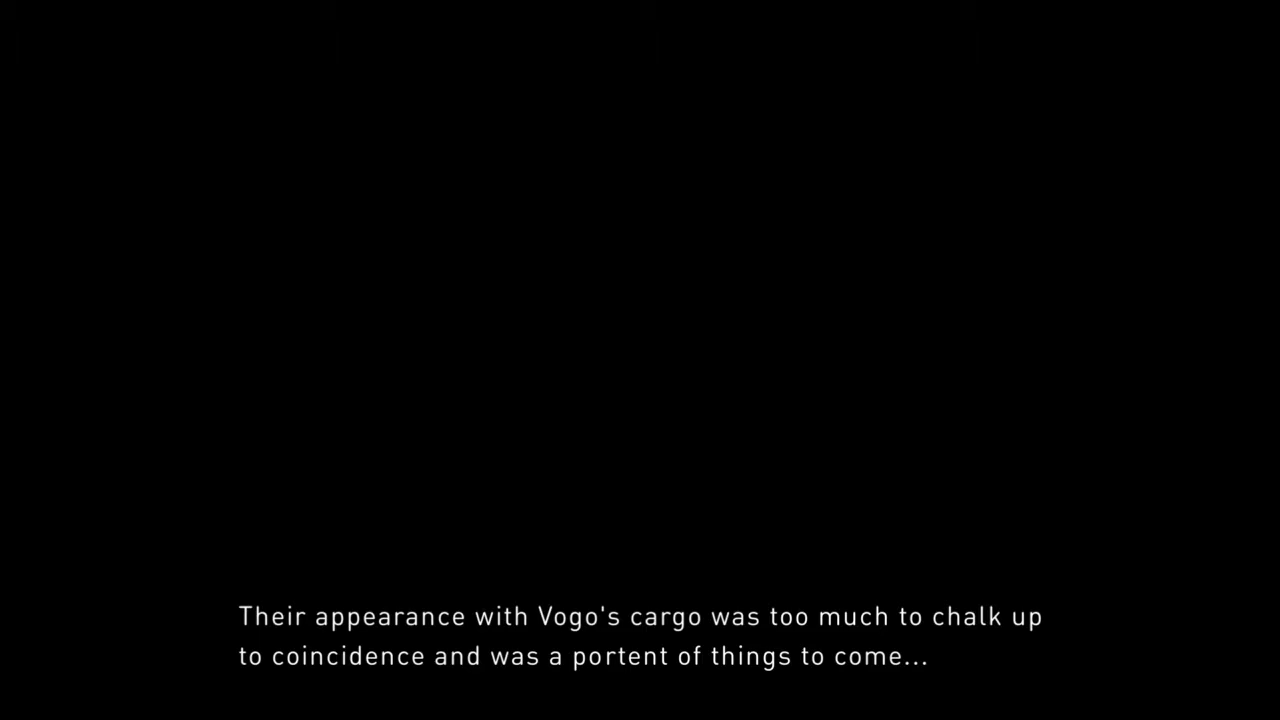 Their appearance with Vogo's cargo was too much to chalk up
to coincidence and was a portent of things to come...